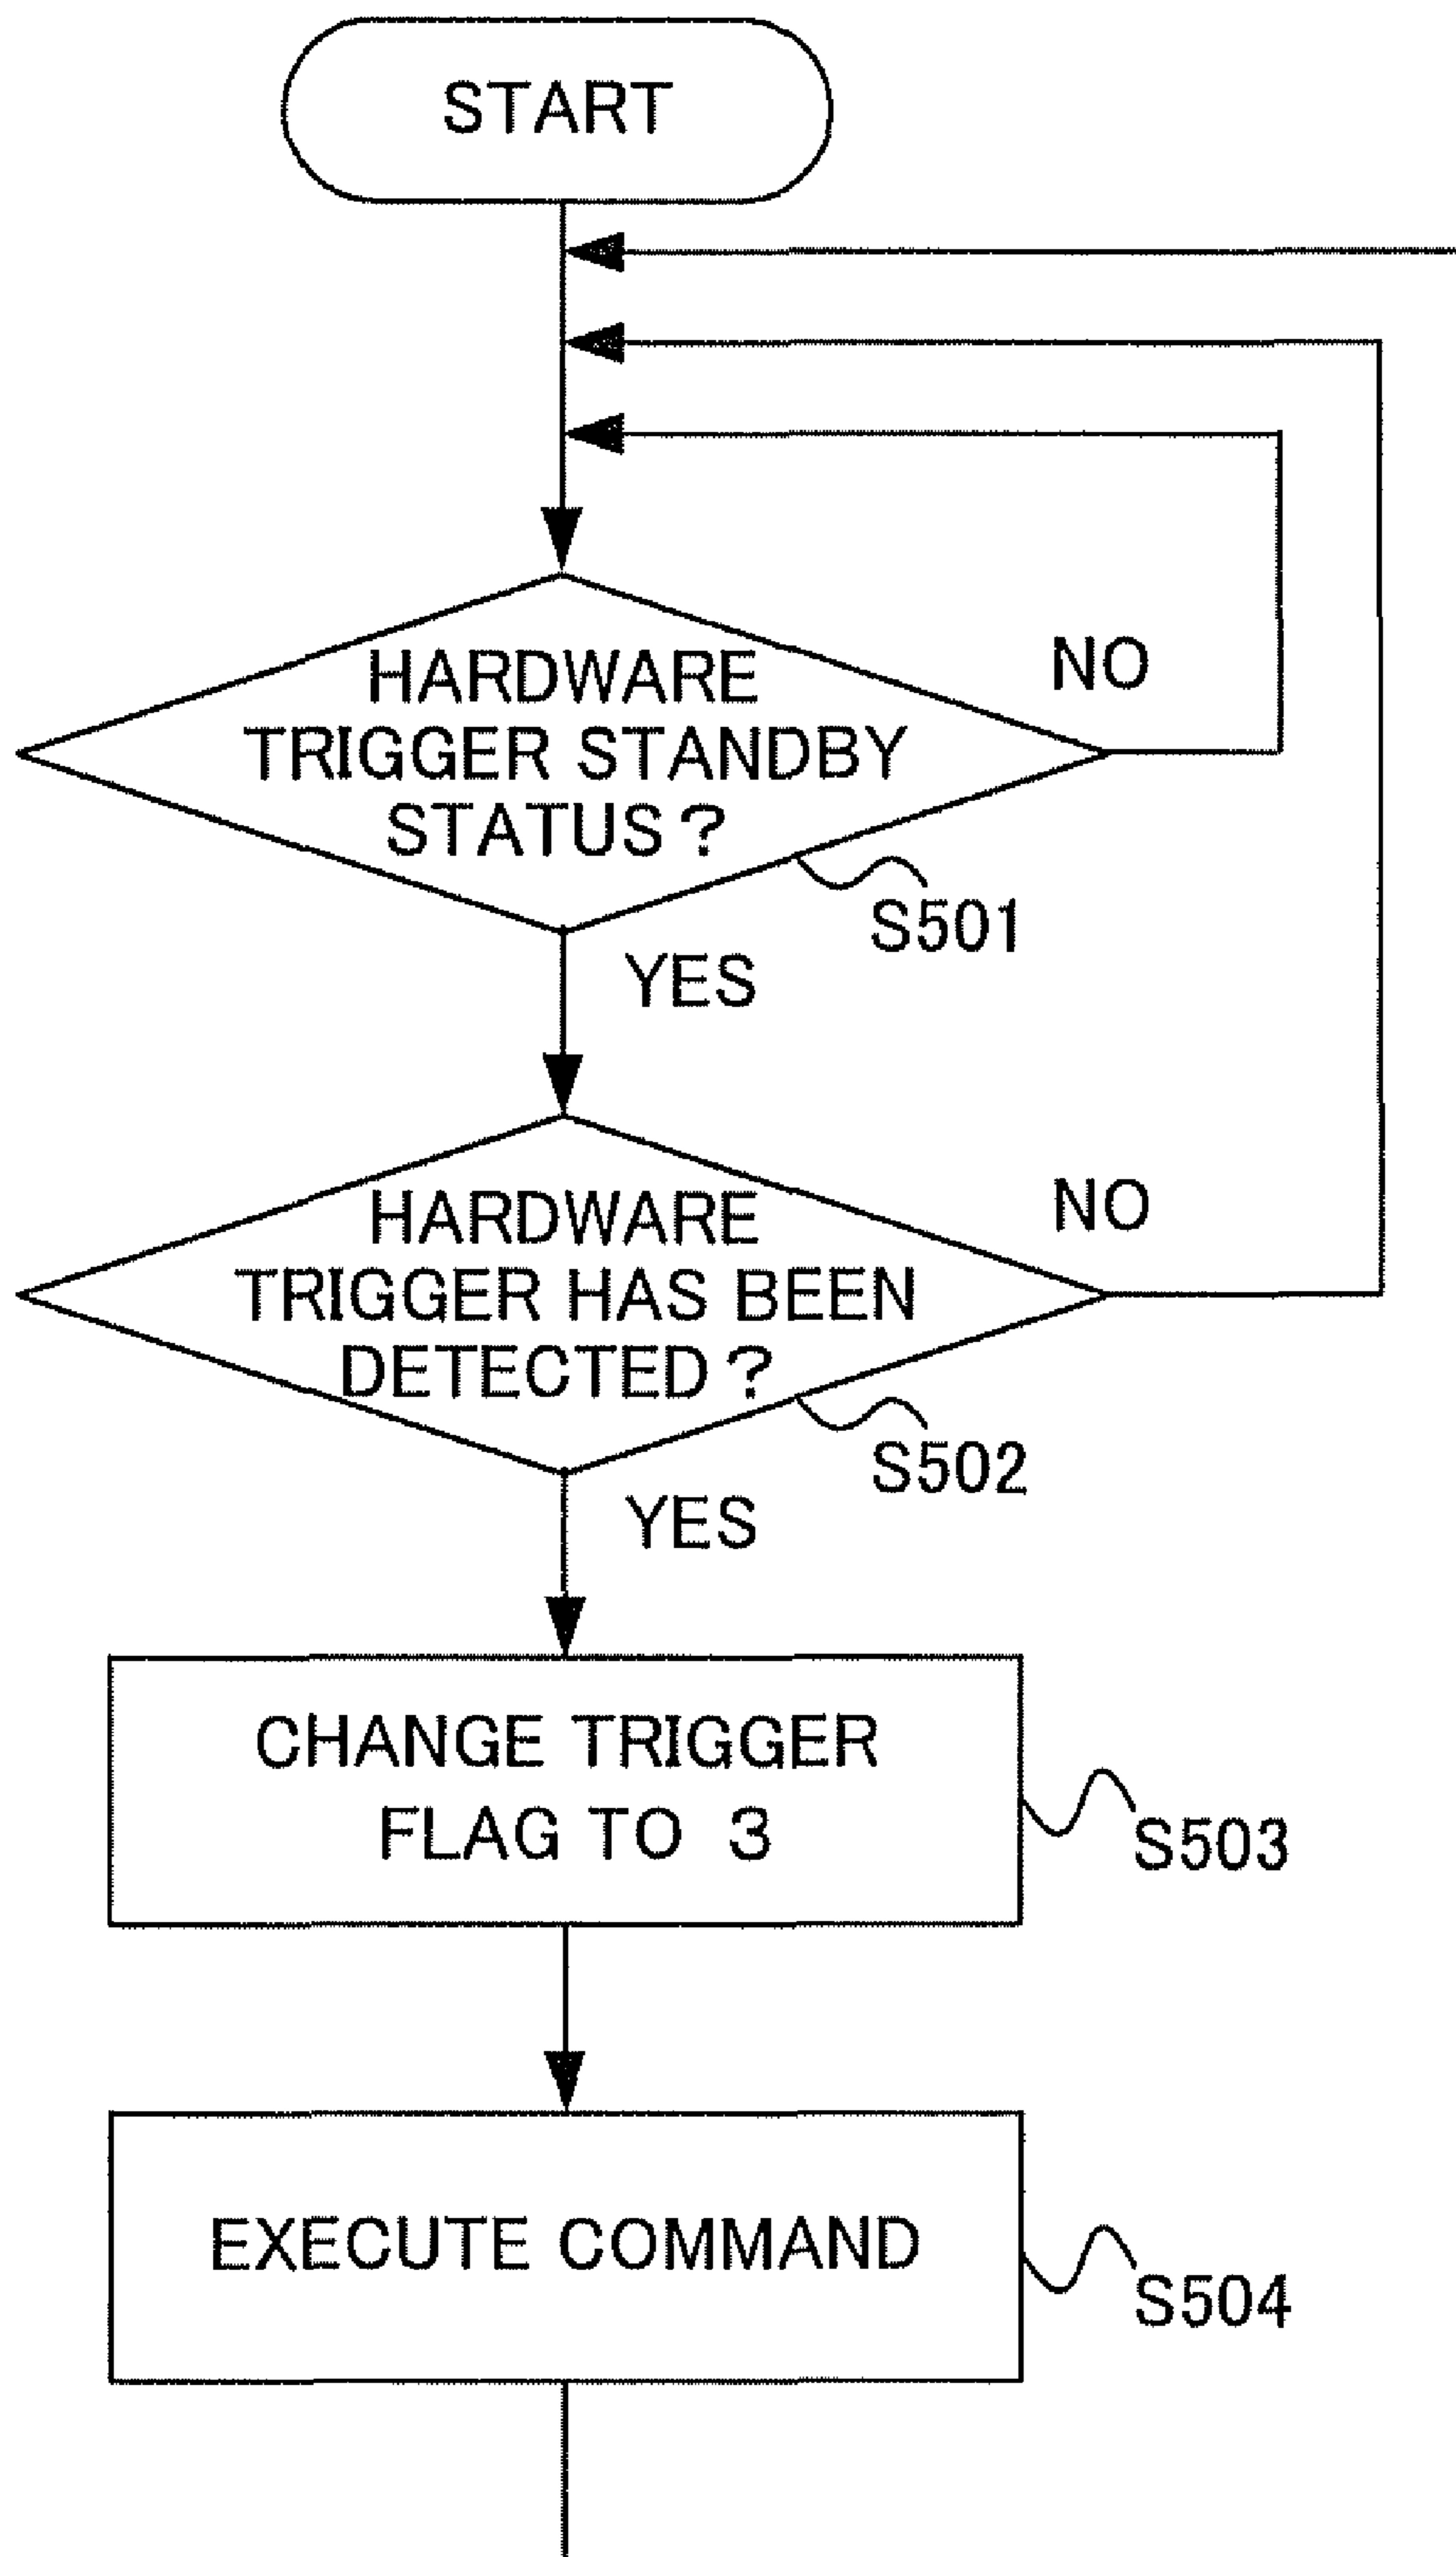 START
HARDWARE
TRIGGER STANDBY
STATUS?
NO
S501
YES
HARDWARE
TRIGGER HAS BEEN
DETECTED?
NO
S502
YES
CHANGE TRIGGER
FLAG TO 3
S503
EXECUTE COMMAND
S504